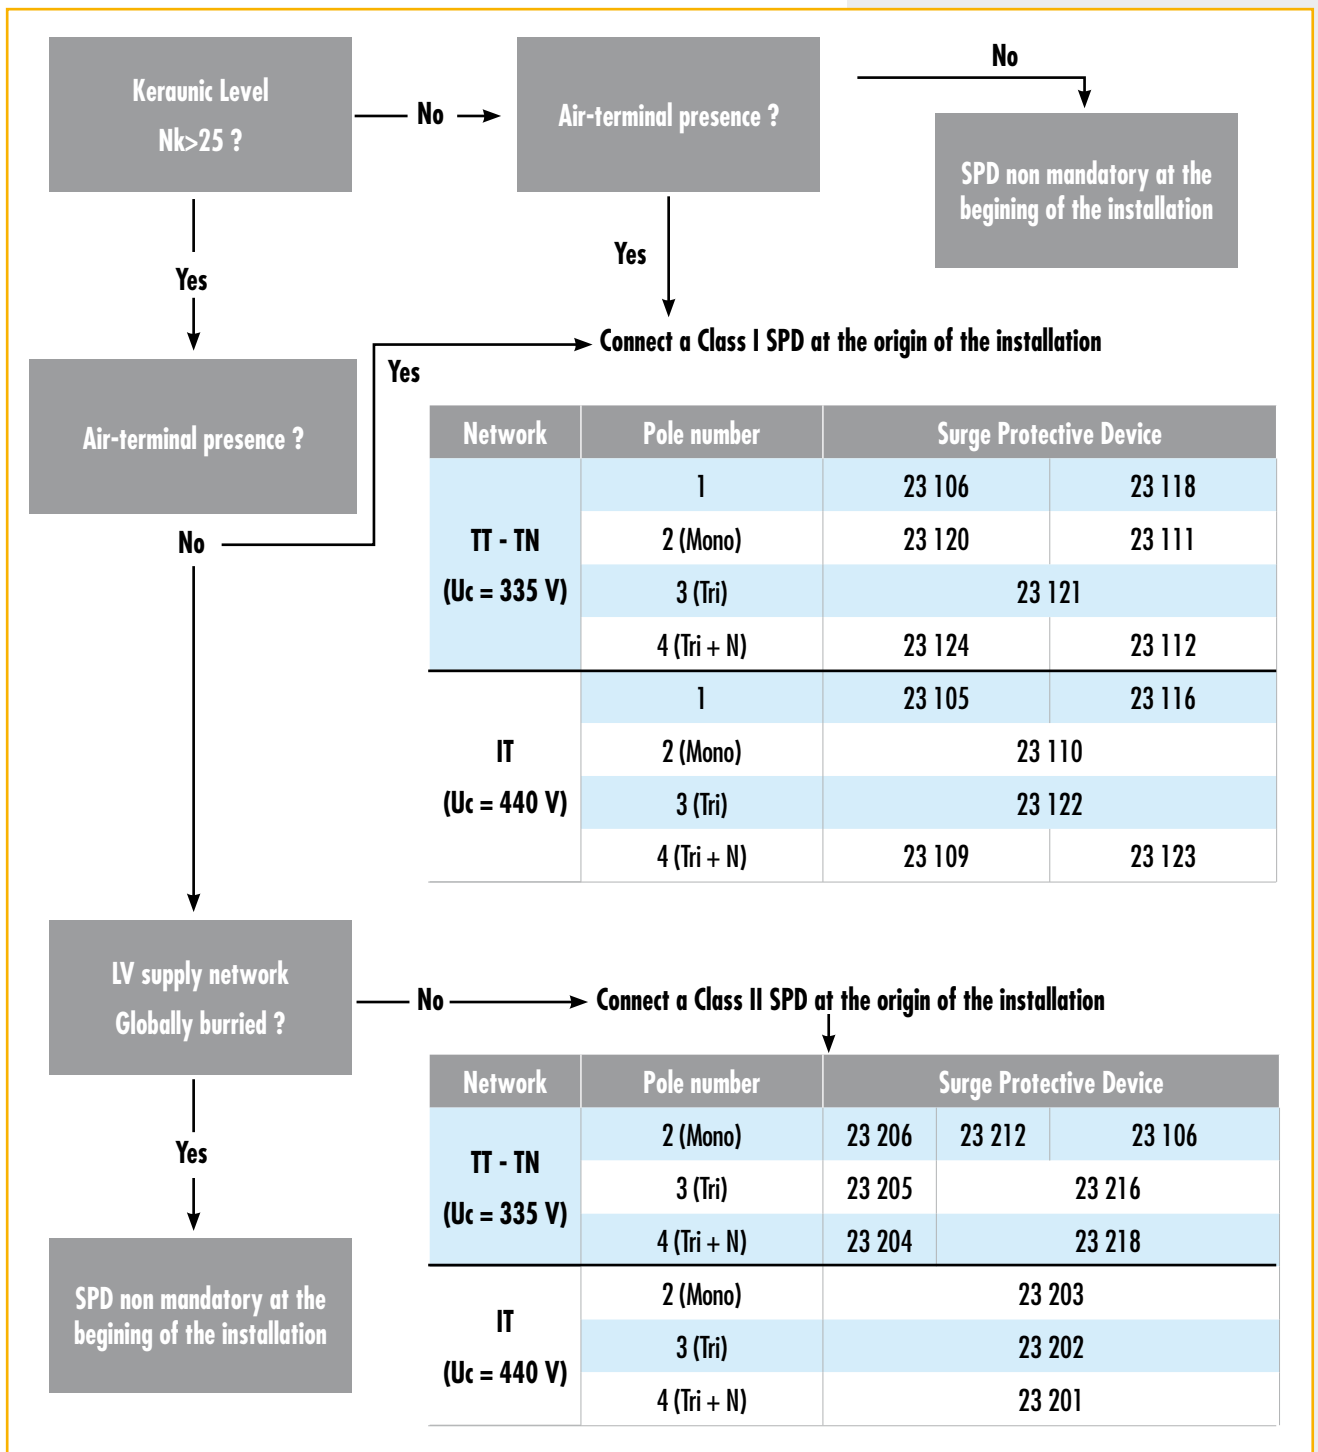 Keraunic Level
Nk>25 ?
No
Air-terminal presence ?
No
SPD non mandatory at the
begining of the installation
Yes
Yes
Connect a Class I SPD at the origin of the installation
Yes
Air-terminal presence ?
No
Network Pole number Surge Protective Device
TT - TN
(Uc = 335 V)
1 23 106 23 118
2 (Mono) 23 120 23 111
3 (Tri) 23 121
4 (Tri + N) 23 124 23 112
IT
(Uc = 440 V)
1 23 105 23 116
2 (Mono) 23 110
3 (Tri) 23 122
4 (Tri + N) 23 109 23 123
LV supply network
Globally burried ?
No
Connect a Class II SPD at the origin of the installation
Yes
SPD non mandatory at the
begining of the installation
Network Pole number Surge Protective Device
TT - TN
(Uc = 335 V)
2 (Mono) 23 206 23 212 23 106
3 (Tri) 23 205 23 216
4 (Tri + N) 23 204 23 218
IT
(Uc = 440 V)
2 (Mono) 23 203
3 (Tri) 23 202
4 (Tri + N) 23 201